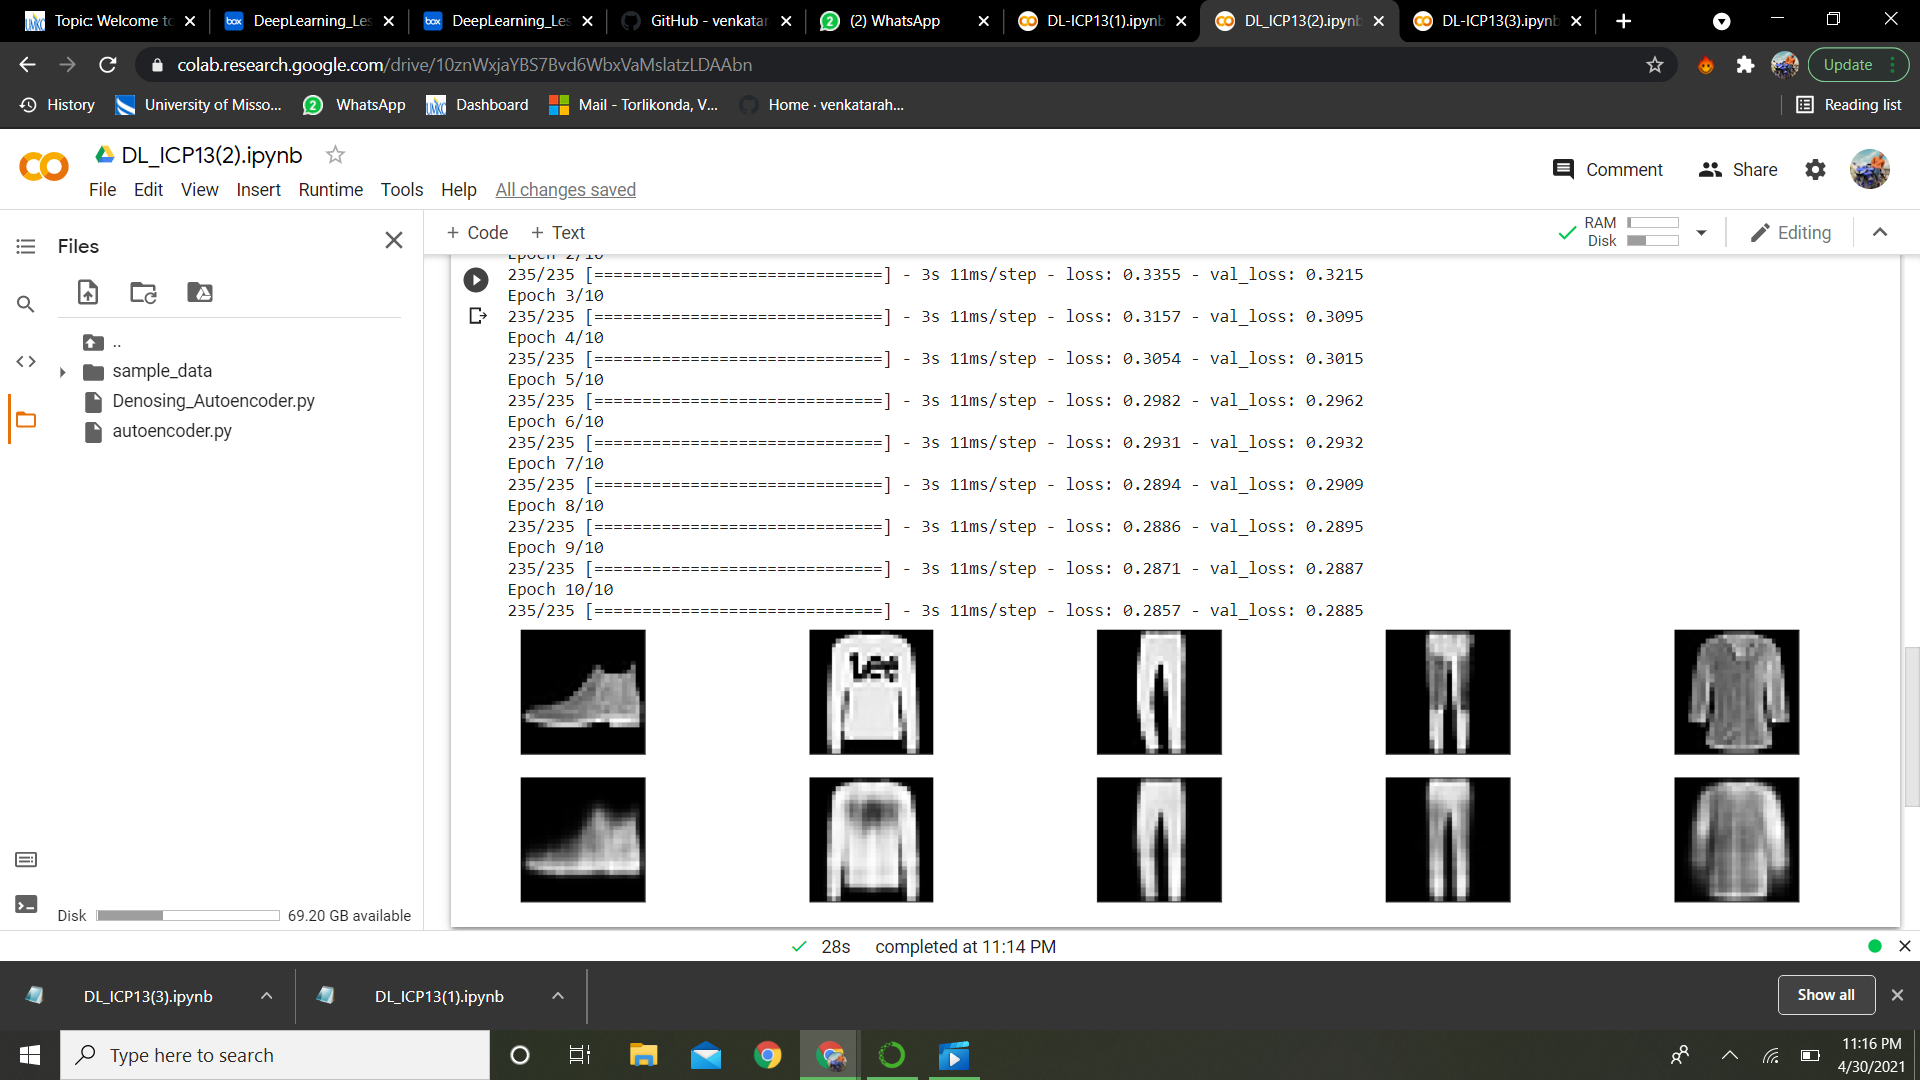 Topic: Welcome to
DeepLearning_Les
DeepLearning_Les
GitHub - venkatar
(2) WhatsApp
DL-ICP13(1).ipynb
DL_ICP13(2).ipynb
DL-ICP13(3).ipynb
colab.research.google.com/drive/10znWxjaYBS7Bvd6WbxVaMslatzLDAAbn
Update
History
University of Misso...
WhatsApp
Dashboard
Mail - Torlikonda, V...
Home · venkatarah...
Reading list
DL_ICP13(2).ipynb
File Edit View Insert Runtime Tools Help All changes saved
Comment
Share
Files
+ Code + Text
RAM
Disk
Editing
..
sample_data
Denosing_Autoencoder.py
autoencoder.py
Disk 69.20 GB available
Epoch 2/10
235/235 [==============================] - 3s 11ms/step - loss: 0.3355 - val_loss: 0.3215
Epoch 3/10
235/235 [==============================] - 3s 11ms/step - loss: 0.3157 - val_loss: 0.3095
Epoch 4/10
235/235 [==============================] - 3s 11ms/step - loss: 0.3054 - val_loss: 0.3015
Epoch 5/10
235/235 [==============================] - 3s 11ms/step - loss: 0.2982 - val_loss: 0.2962
Epoch 6/10
235/235 [==============================] - 3s 11ms/step - loss: 0.2931 - val_loss: 0.2932
Epoch 7/10
235/235 [==============================] - 3s 11ms/step - loss: 0.2894 - val_loss: 0.2909
Epoch 8/10
235/235 [==============================] - 3s 11ms/step - loss: 0.2886 - val_loss: 0.2895
Epoch 9/10
235/235 [==============================] - 3s 11ms/step - loss: 0.2871 - val_loss: 0.2887
Epoch 10/10
235/235 [==============================] - 3s 11ms/step - loss: 0.2857 - val_loss: 0.2885
Lee
28s completed at 11:14 PM
DL_ICP13(3).ipynb
DL_ICP13(1).ipynb
Show all
Type here to search
11:16 PM
4/30/2021